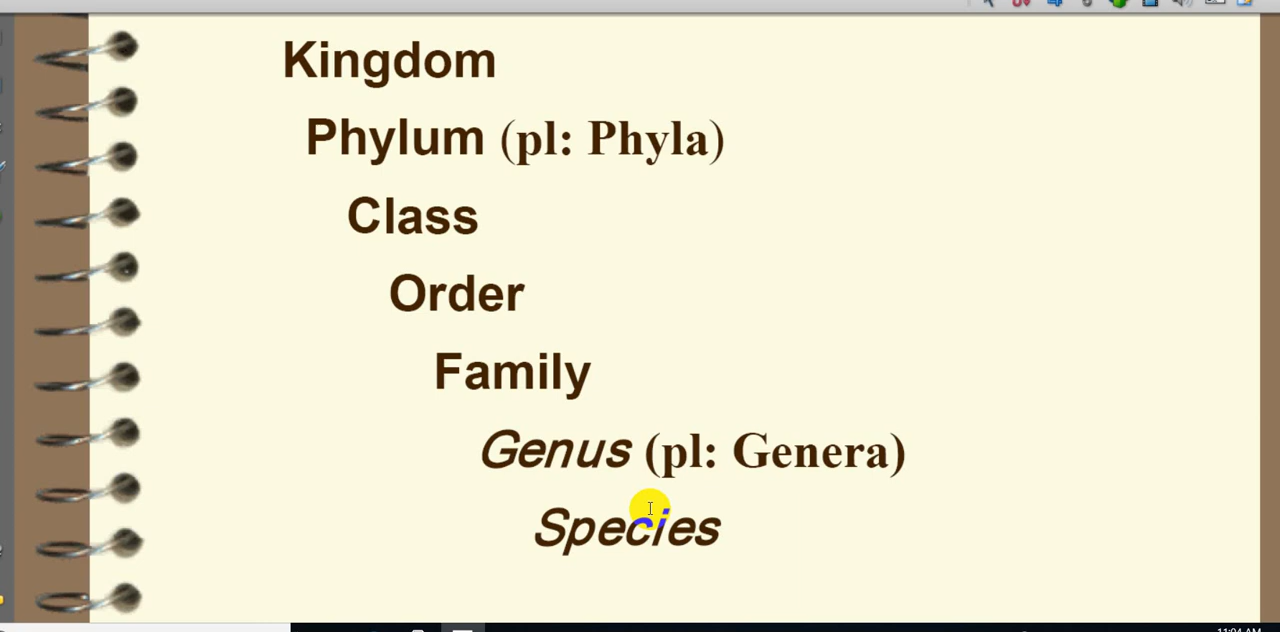 Kingdom
Phylum (pl: Phyla)
Class
Order
Family
Genus (pl: Genera)
Species